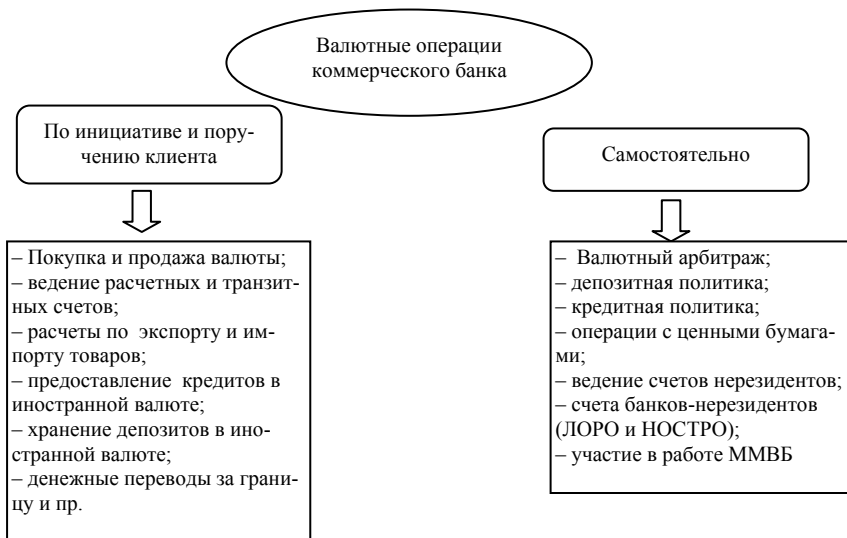 Валютные операции
коммерческого банка
По инициативе и пору-
чению клиента
Самостоятельно
– Покупка и продажа валюты;
– ведение расчетных и транзит-
ных счетов;
– расчеты по экспорту и им-
порту товаров;
– предоставление кредитов в
иностранной валюте;
– хранение депозитов в ино-
странной валюте;
– денежные переводы за грани-
цу и пр.
– Валютный арбитраж;
– депозитная политика;
– кредитная политика;
– операции с ценными бумага-
ми;
– ведение счетов нерезидентов;
– счета банков-нерезидентов
(ЛОРО и НОСТРО);
– участие в работе ММВБ